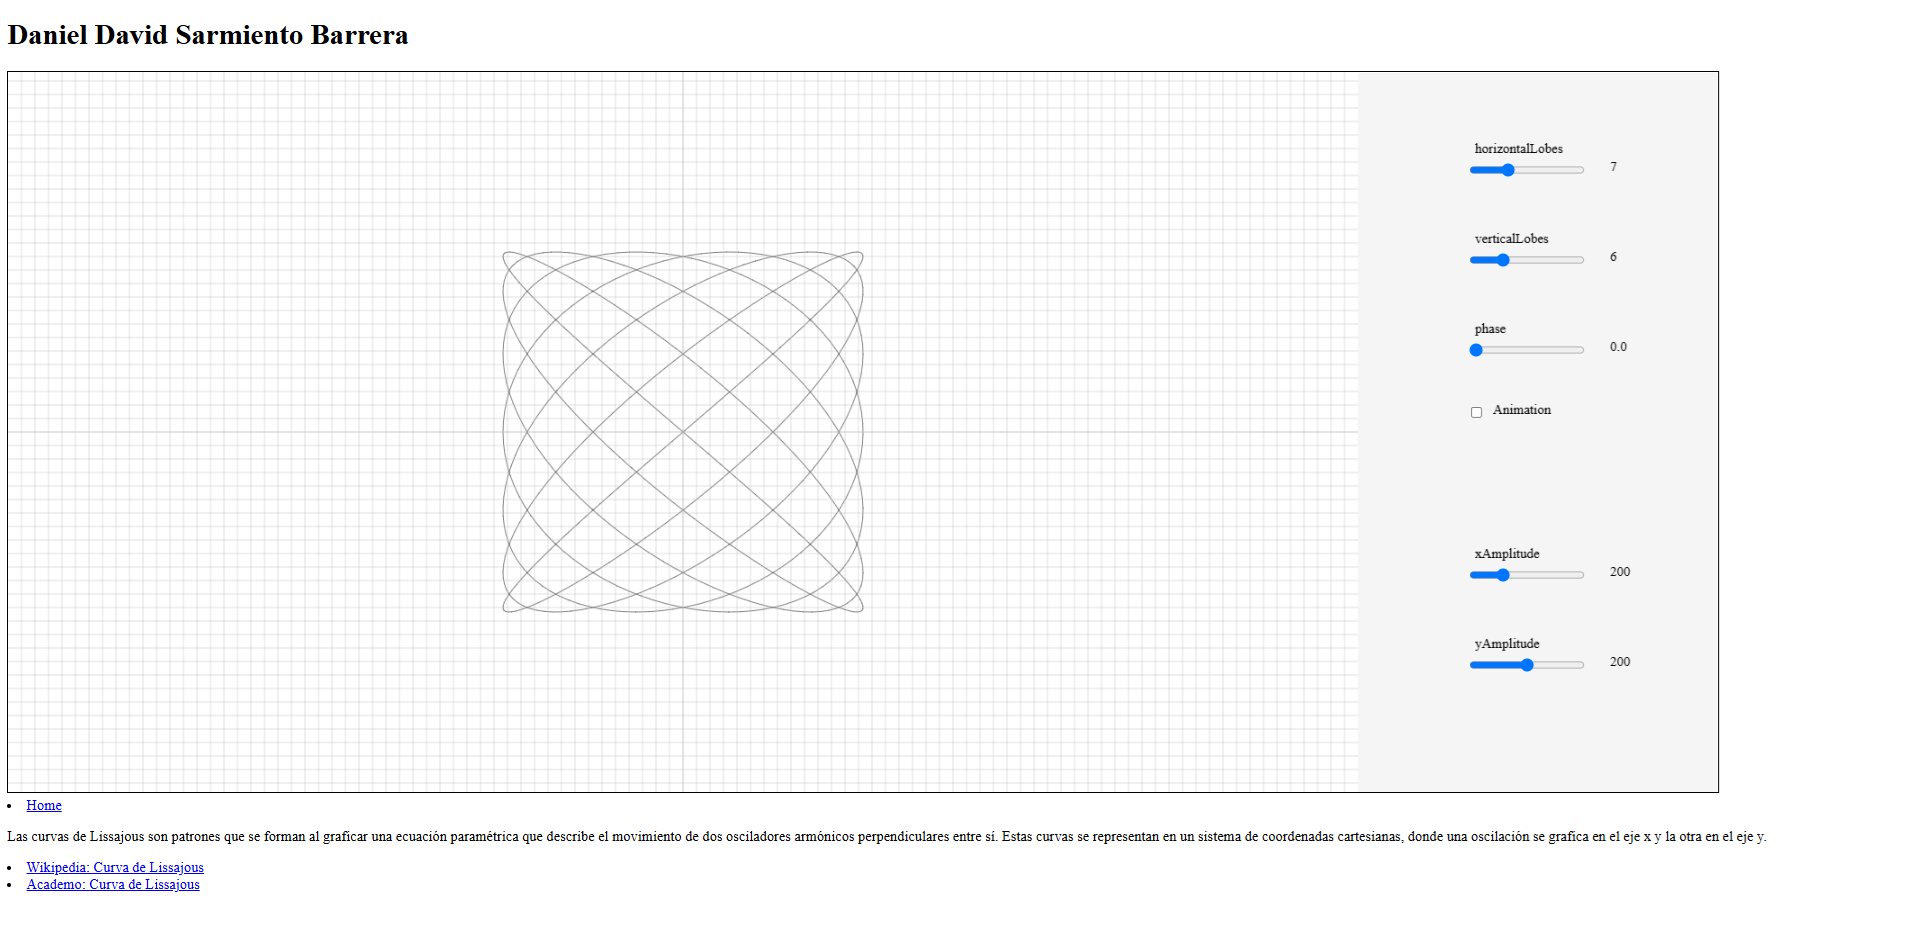 Daniel David Sarmiento Barrera
horizontalLobes
7
verticalLobes
6
phase
0.0
Animation
xAmplitude
200
yAmplitude
200
Home
Las curvas de Lissajous son patrones que se forman al graficar una ecuación paramétrica que describe el movimiento de dos osciladores armónicos perpendiculares entre sí. Estas curvas se representan en un sistema de coordenadas cartesianas, donde una oscilación se grafica en el eje x y la otra en el eje y.
Wikipedia: Curva de Lissajous
Academo: Curva de Lissajous